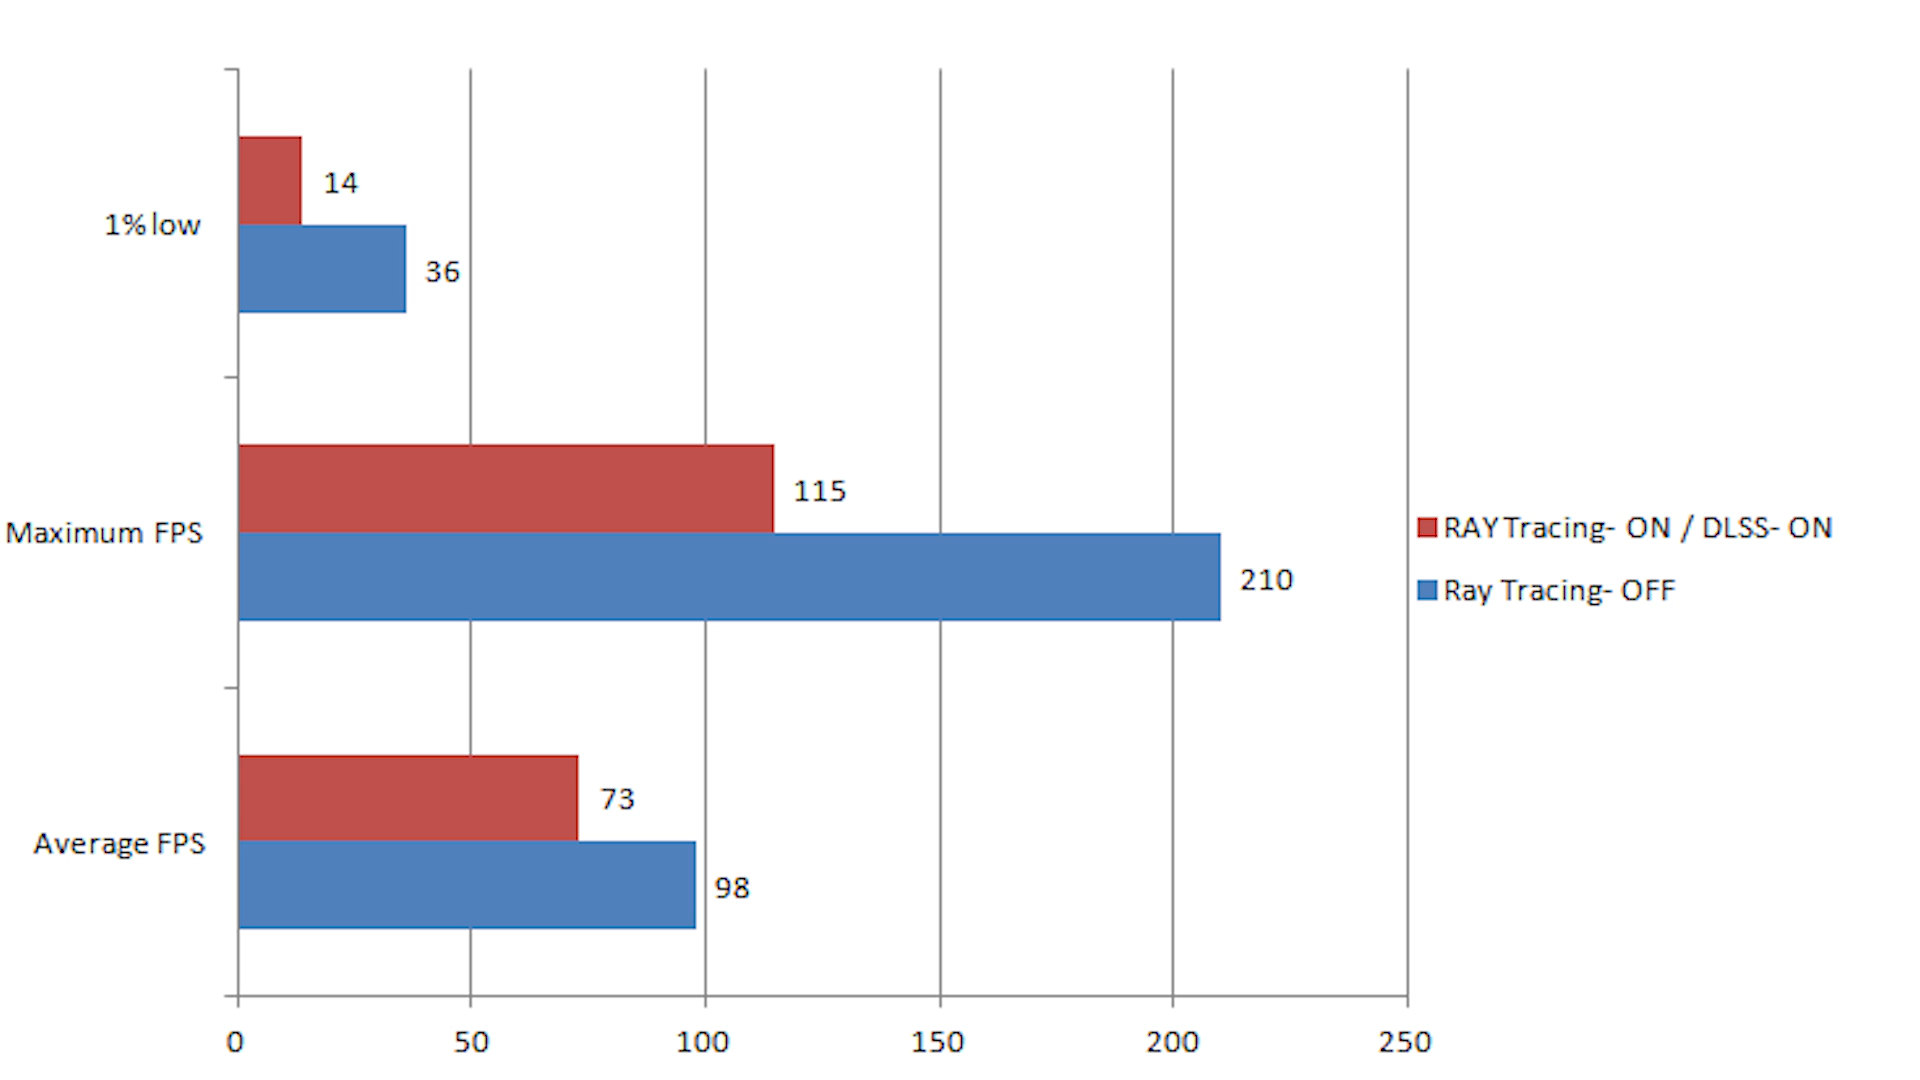 14
1% low
36
115
Maximum FPS
RAY Tracing- ON / DLSS- ON
210
Ray Tracing- OFF
73
Average FPS
98
0 50 100 150 200 250